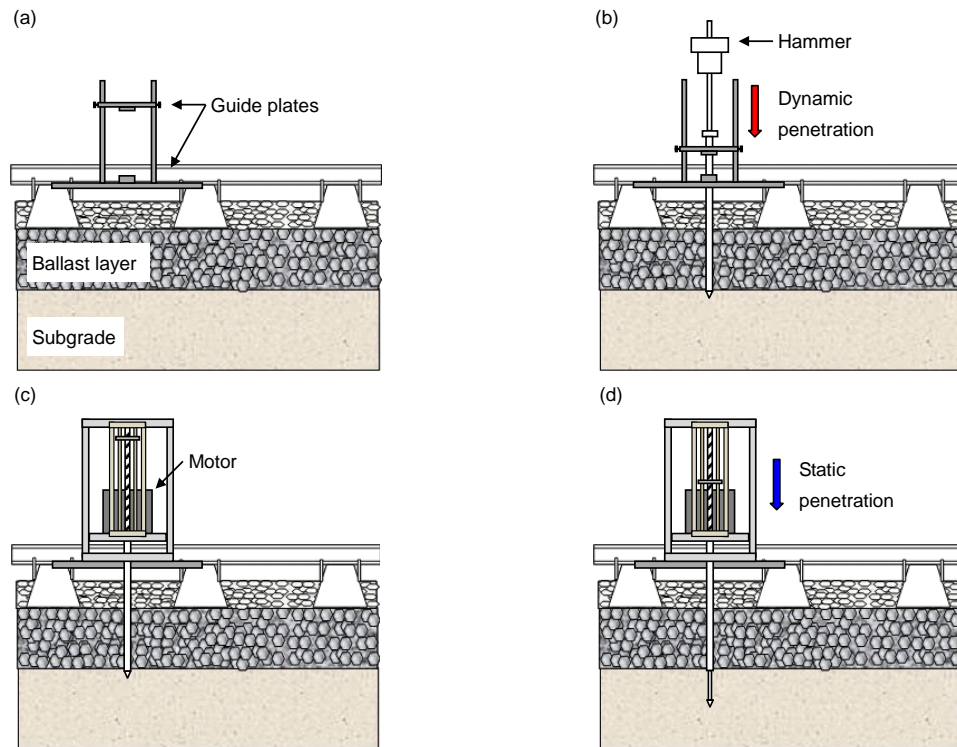 (a)
Guide plates
Ballast layer
Subgrade
(b)
Hammer
Dynamic
penetration
(c)
Motor
(d)
Static
penetration